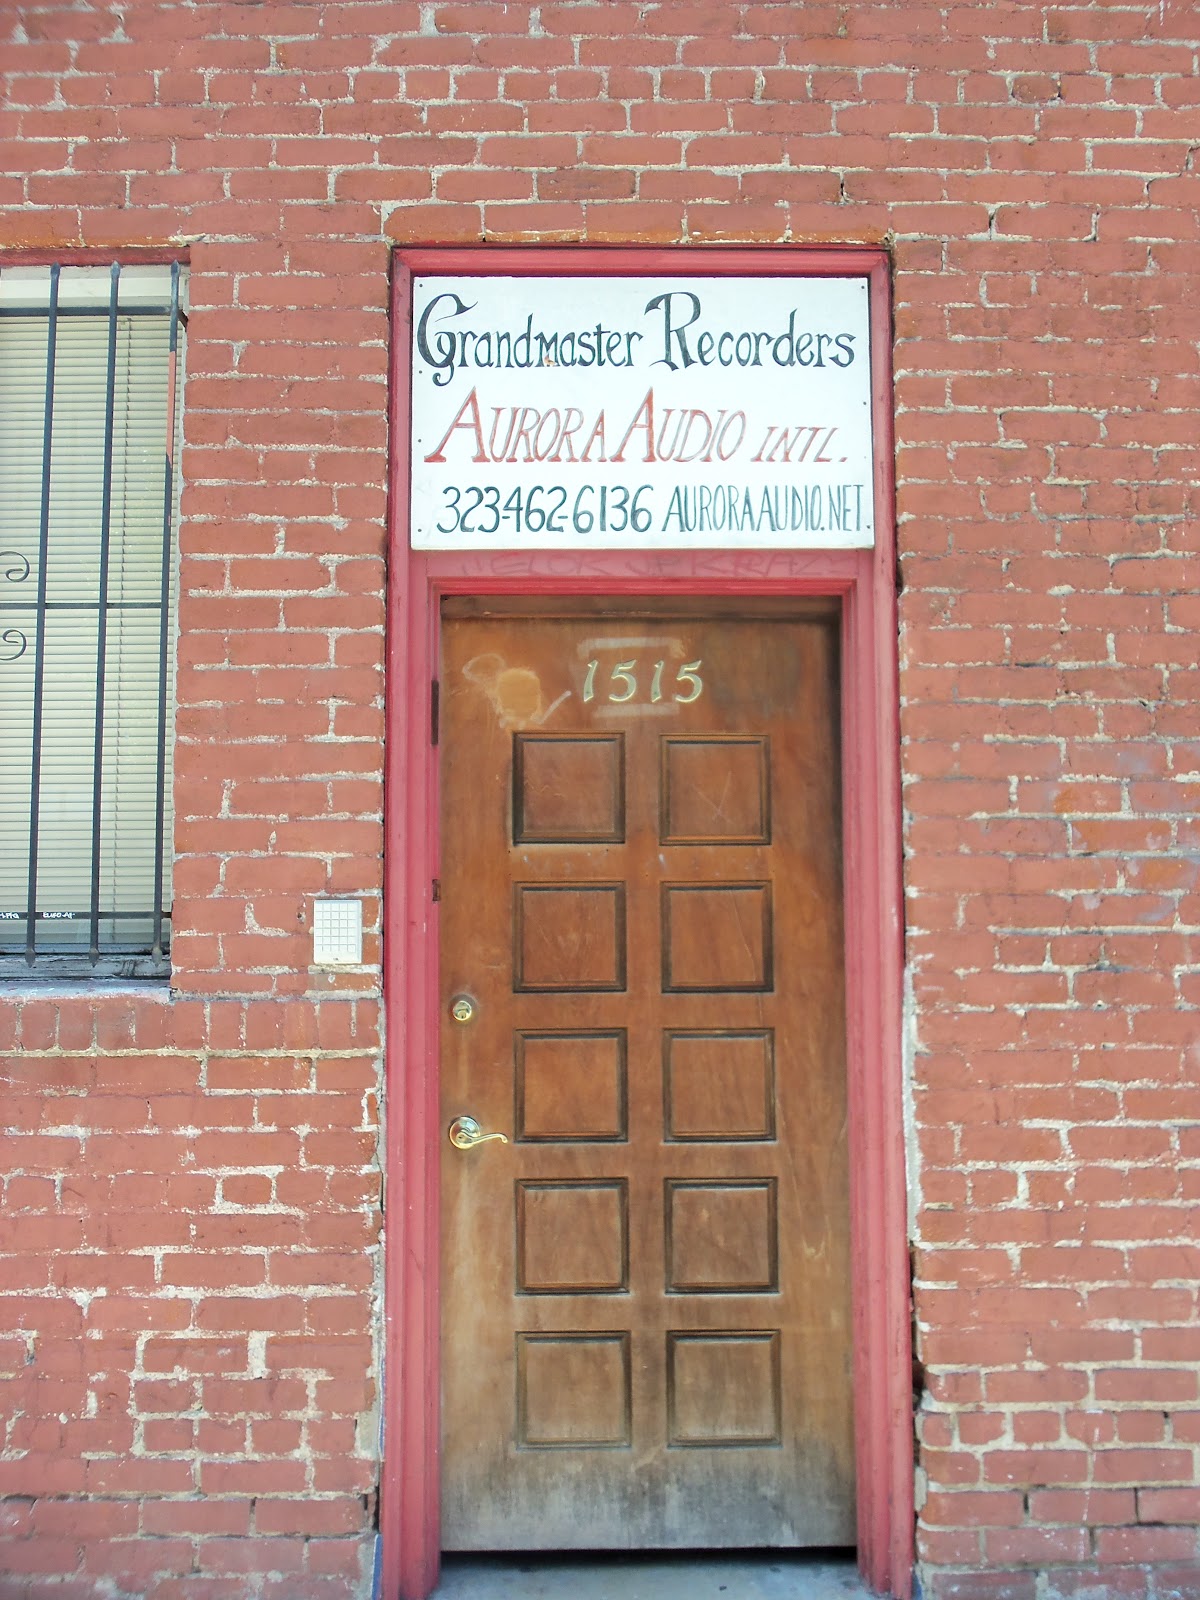 Grandmaster Recorders
AURORA AUDIO INTL.
323-462-6136 AURORAAUDIO.NET
1515